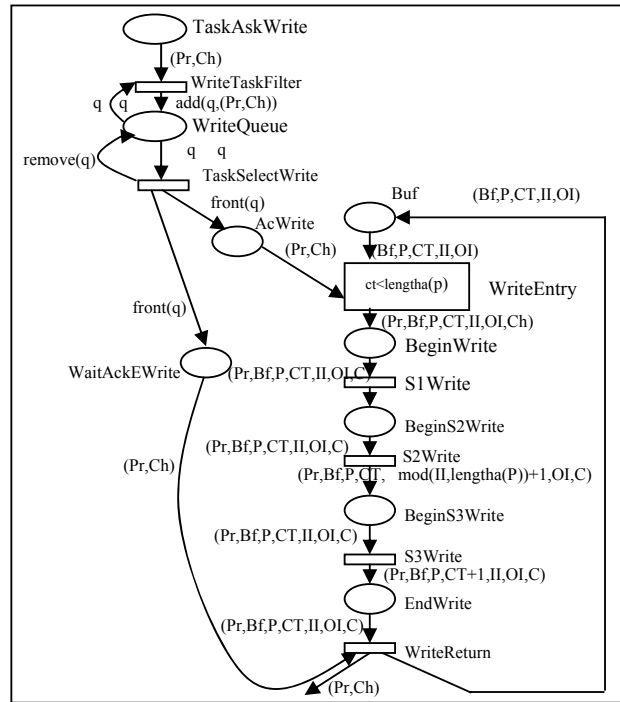 TaskAskWrite
(Pr,Ch)
WriteTaskFilter
q q
add(q,(Pr,Ch))
WriteQueue
q q
remove(q)
TaskSelectWrite
front(q)
Buf
(Bf,P,CT,II,OI)
AcWrite
(Pr,Ch)
(Bf,P,CT,II,OI)
ct<lengtha(p)
WriteEntry
front(q)
(Pr,Bf,P,CT,II,OI,Ch)
BeginWrite
WaitAckEWrite
(Pr,Bf,P,CT,II,OI,C)
S1Write
BeginS2Write
(Pr,Bf,P,CT,II,OI,C)
S2Write
(Pr,Ch)
(Pr,Bf,P,CT, mod(II,lengtha(P))+1,OI,C)
BeginS3Write
(Pr,Bf,P,CT,II,OI,C)
S3Write
(Pr,Bf,P,CT+1,II,OI,C)
EndWrite
(Pr,Bf,P,CT,II,OI,C)
WriteReturn
(Pr,Ch)